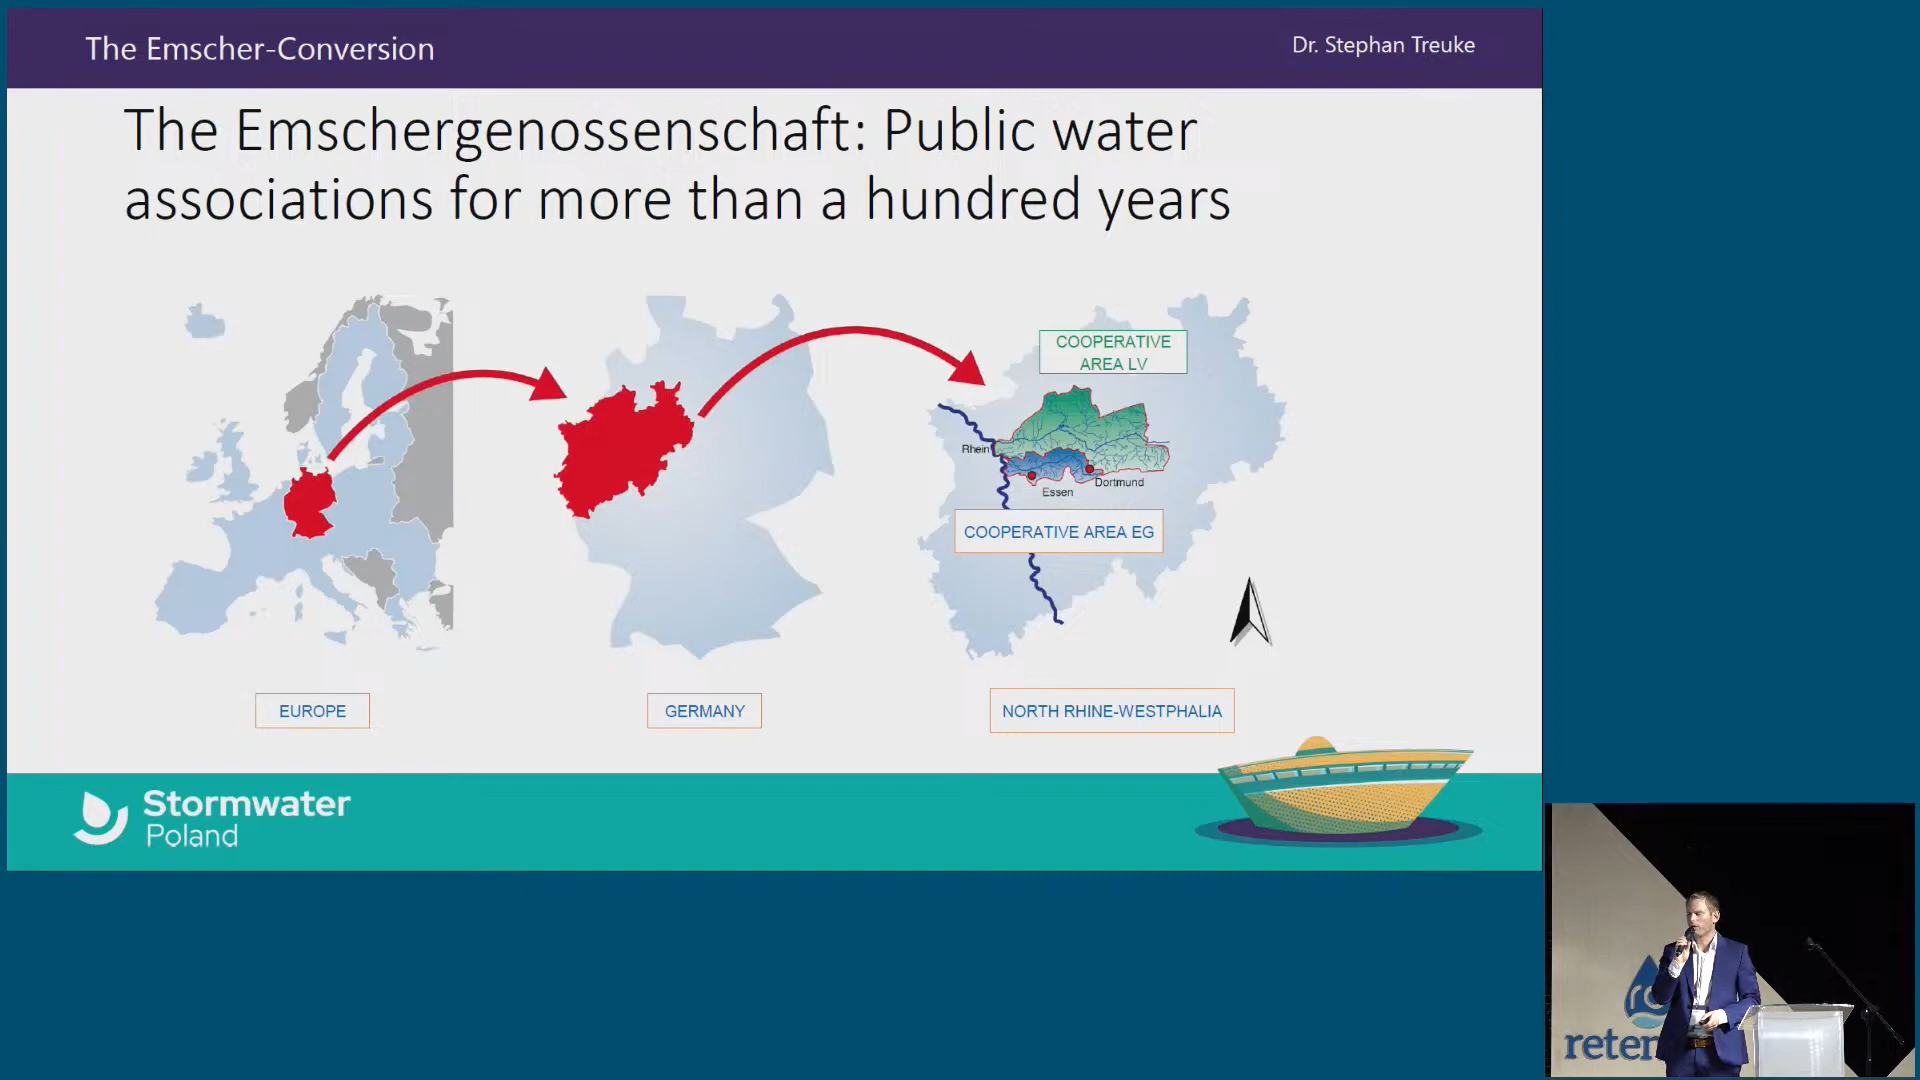 The Emscher-Conversion
Dr. Stephan Treuke
The Emschergenossenschaft: Public water
associations for more than a hundred years
COOPERATIVE
AREA LV
Rhein
Essen
Dortmund
COOPERATIVE AREA EG
EUROPE
GERMANY
NORTH RHINE-WESTPHALIA
Stormwater
Poland
reten